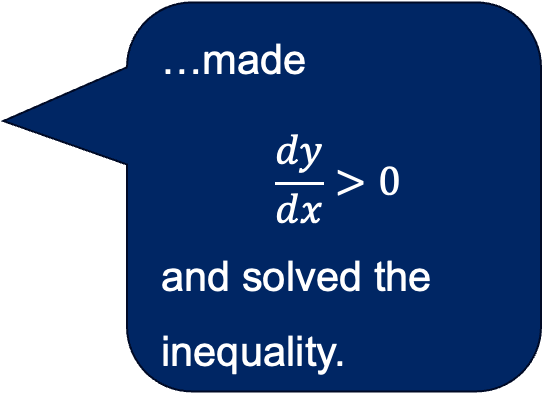 …made
dy/dx > 0
and solved the
inequality.